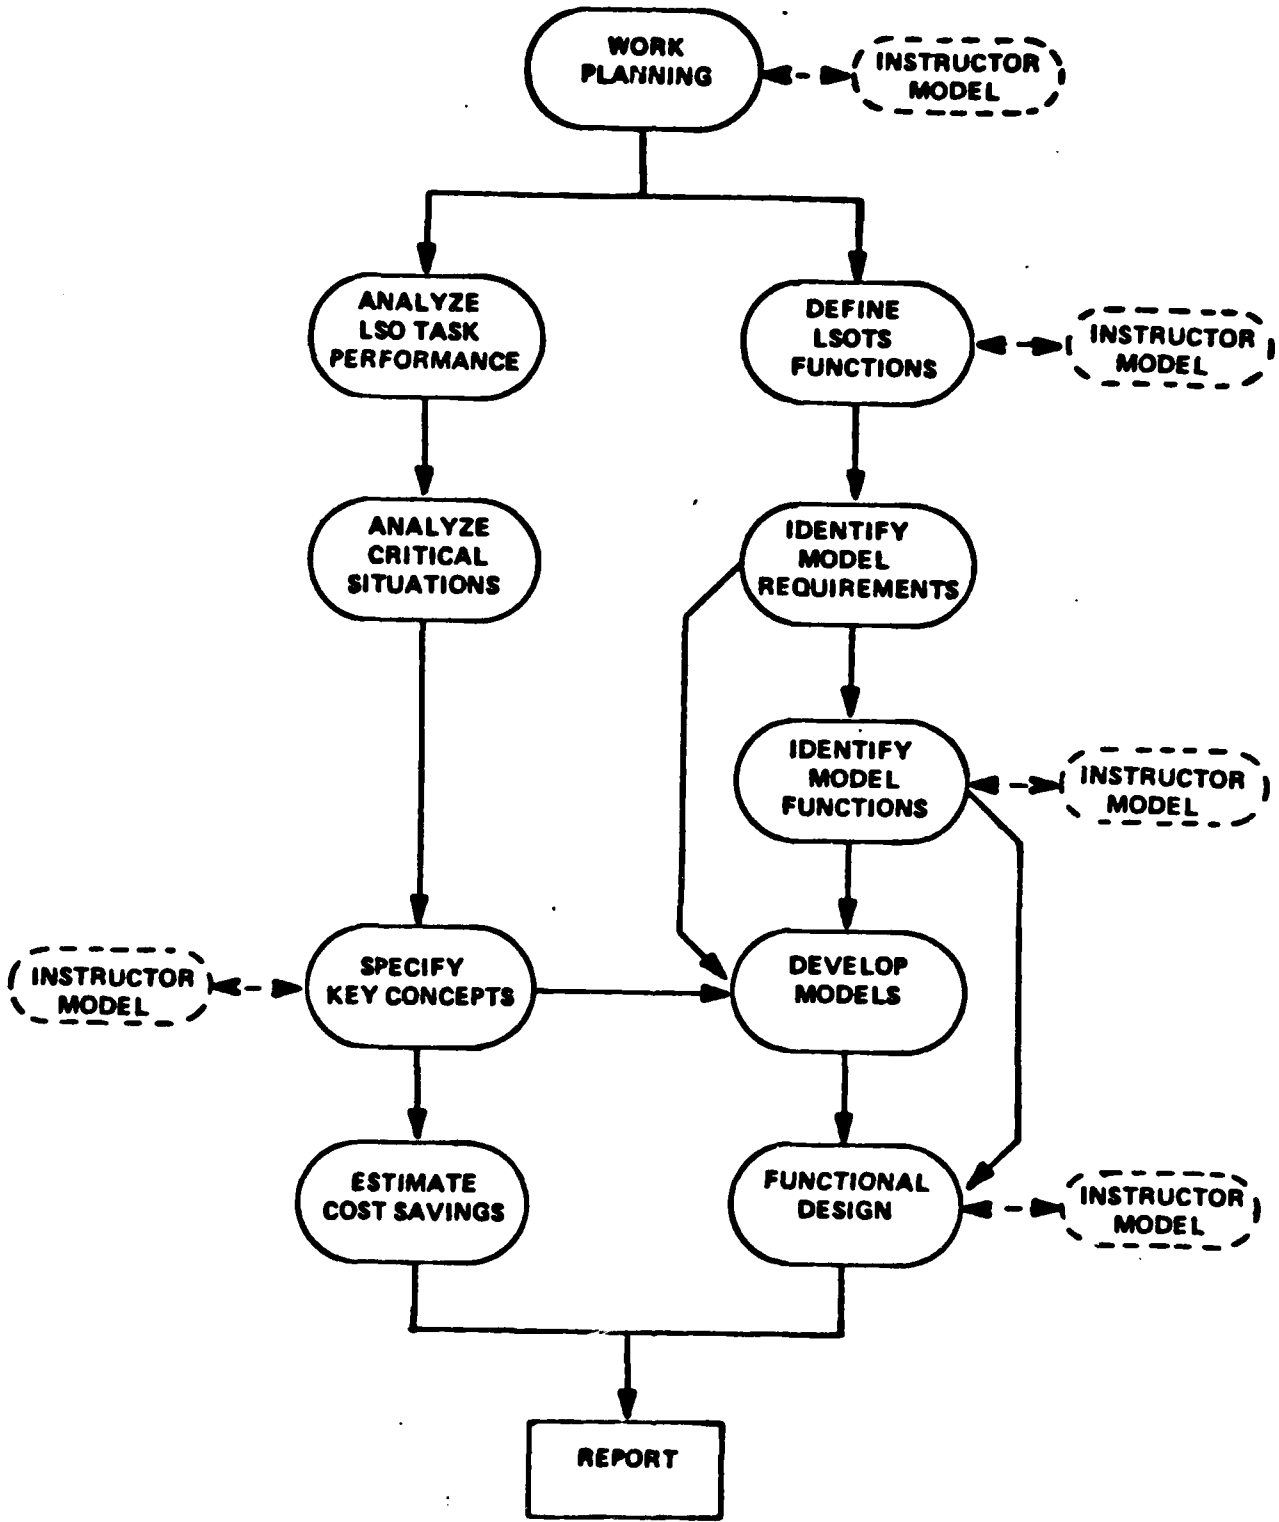 WORK
PLANNING
INSTRUCTOR
MODEL
ANALYZE
LSO TASK
PERFORMANCE
DEFINE
LSOTS
FUNCTIONS
INSTRUCTOR
MODEL
ANALYZE
CRITICAL
SITUATIONS
IDENTIFY
MODEL
REQUIREMENTS
IDENTIFY
MODEL
FUNCTIONS
INSTRUCTOR
MODEL
INSTRUCTOR
MODEL
SPECIFY
KEY CONCEPTS
DEVELOP
MODELS
ESTIMATE
COST SAVINGS
FUNCTIONAL
DESIGN
INSTRUCTOR
MODEL
REPORT